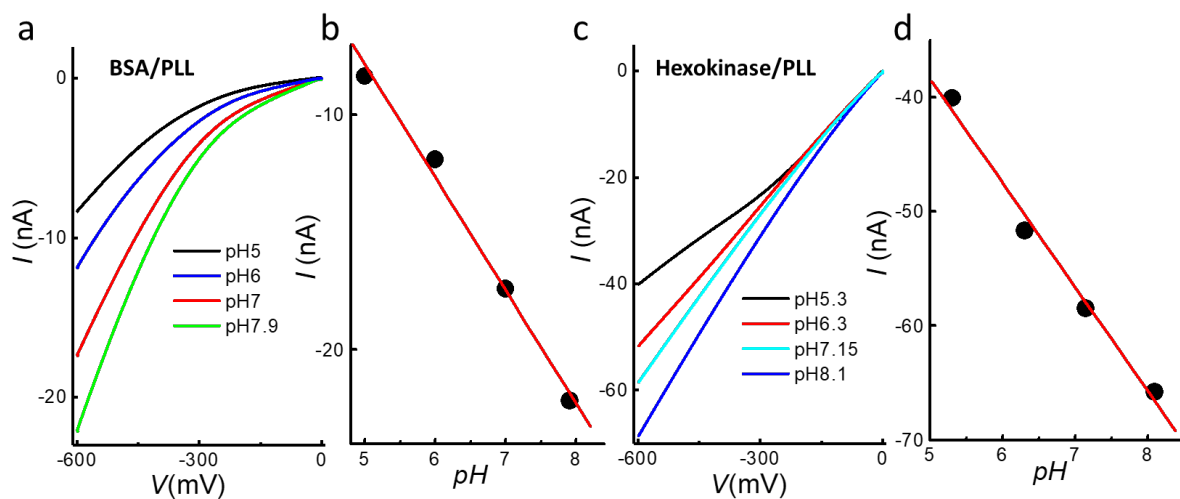 a
BSA/PLL
I (nA)
0
-10
-20
pH5
pH6
pH7
pH7.9
-600
-300
0
V(mV)
b
I (nA)
-10
-20
5
6
7
8
pH
c
Hexokinase/PLL
I (nA)
0
-20
-40
-60
pH5.3
pH6.3
pH7.15
pH8.1
-600
-300
0
V(mV)
d
I (nA)
-40
-50
-60
-70
5
6
7
8
pH